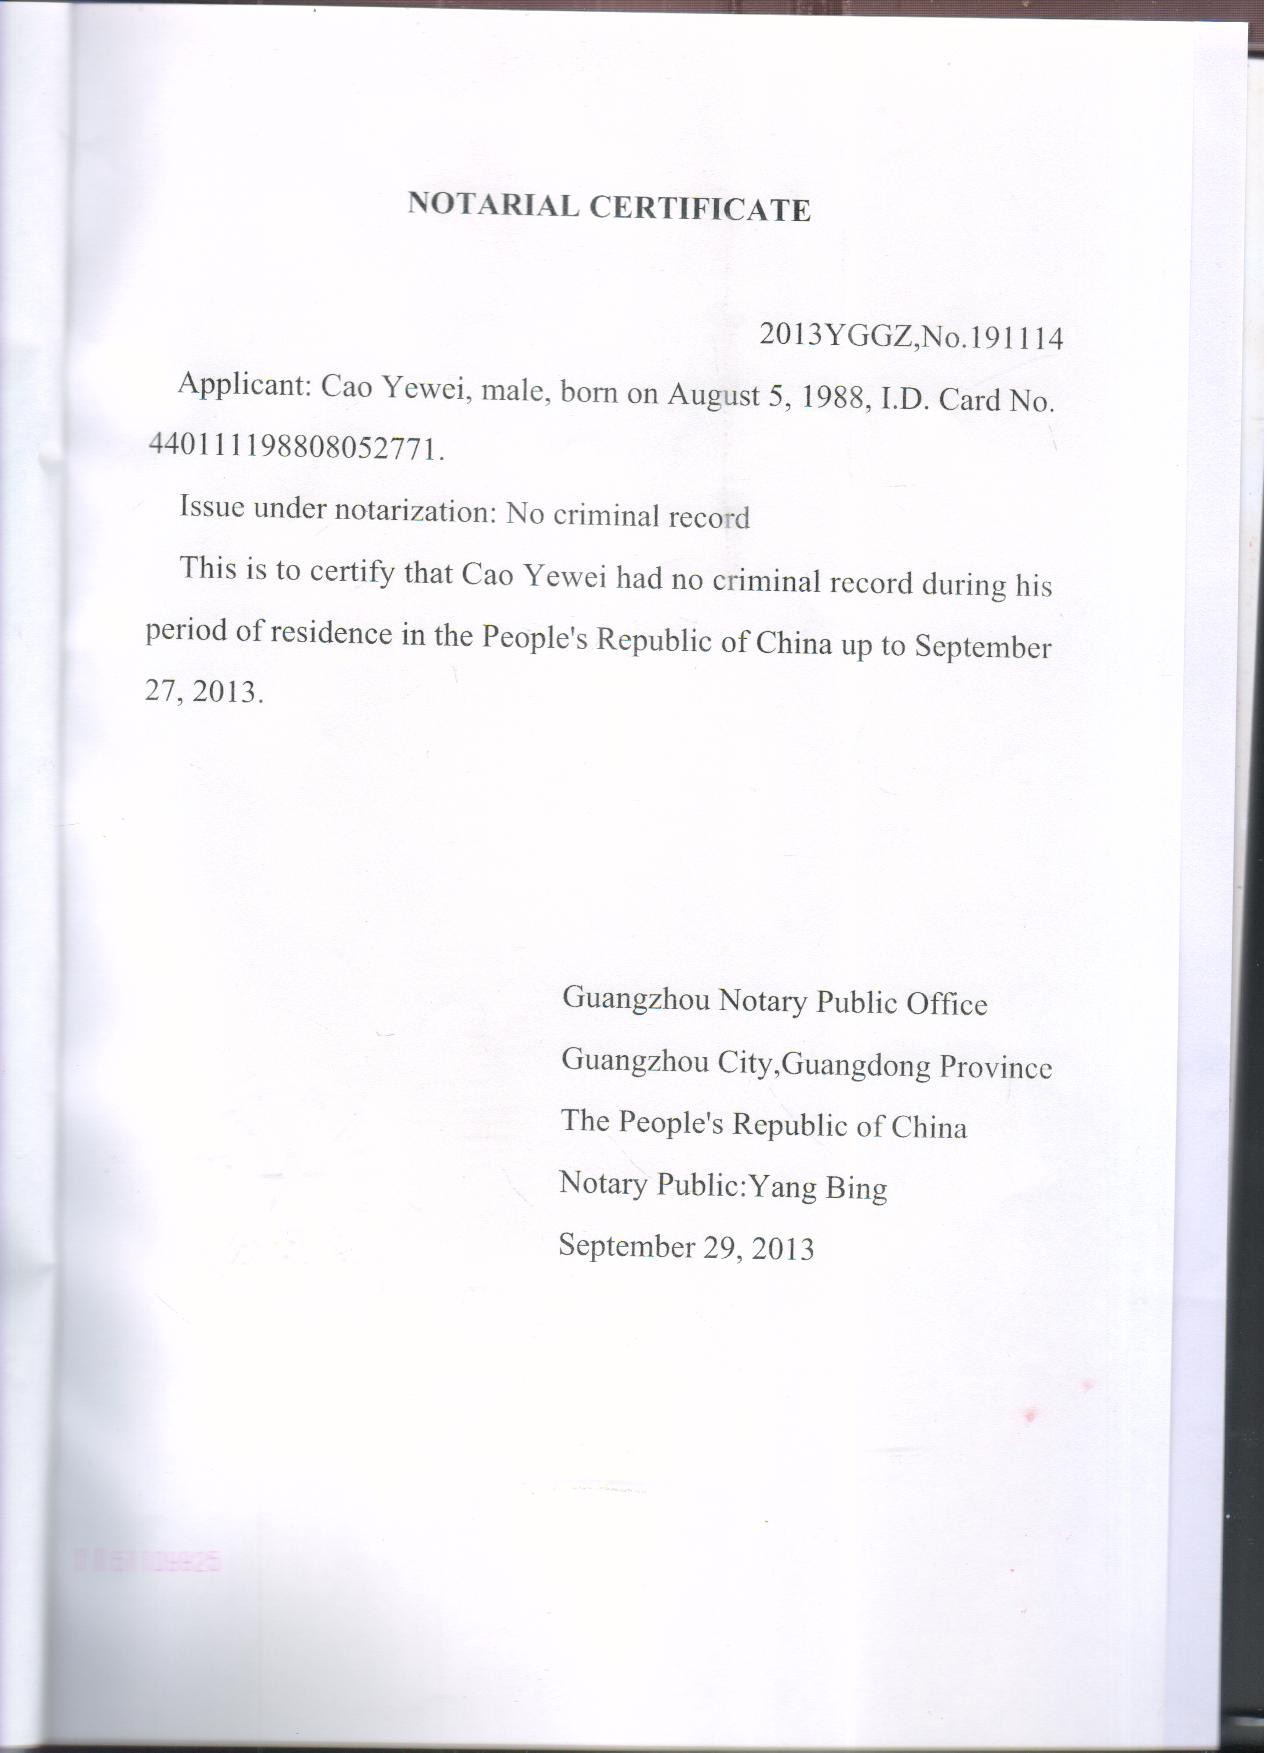 NOTARIAL CERTIFICATE
2013YGGZ,No.191114
Applicant: Cao Yewei, male, born on August 5, 1988, I.D. Card No.
440111198808052771.
Issue under notarization: No criminal record
This is to certify that Cao Yewei had no criminal record during his
period of residence in the People's Republic of China up to September
27, 2013.
Guangzhou Notary Public Office
Guangzhou City,Guangdong Province
The People's Republic of China
Notary Public:Yang Bing
September 29, 2013